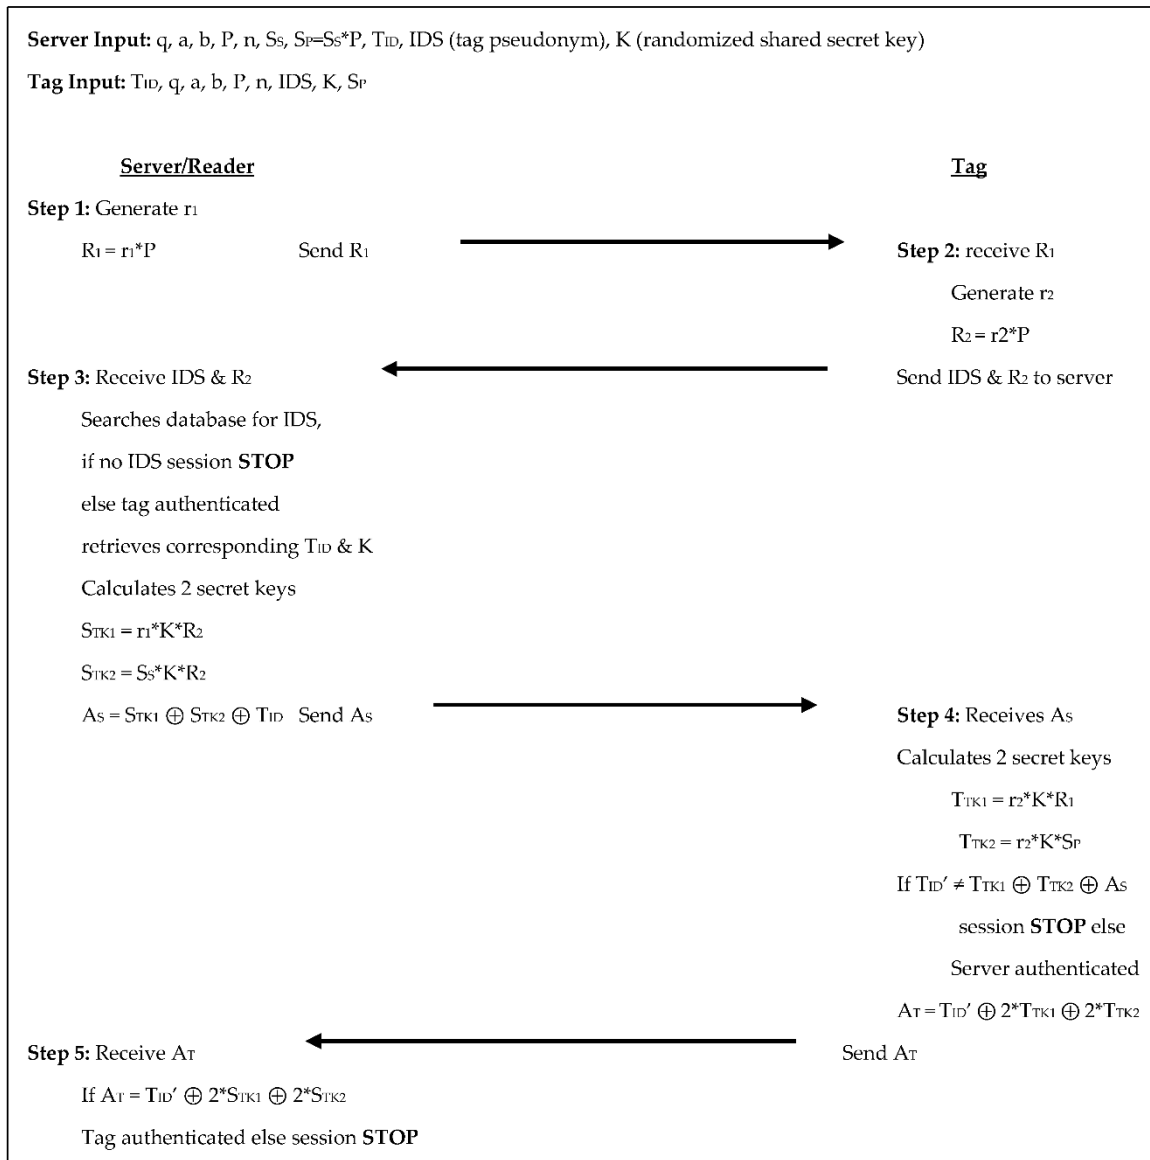 Server Input: q, a, b, P, n, SS, SP=SS*P, TID, IDS (tag pseudonym), K (randomized shared secret key)
Tag Input: TID, q, a, b, P, n, IDS, K, SP
Server/Reader Tag
Step 1: Generate r1
R1 = r1*P Send R1 Step 2: receive R1
Generate r2
R2 = r2*P
Step 3: Receive IDS & R2 Send IDS & R2 to server
Searches database for IDS,
if no IDS session STOP
else tag authenticated
retrieves corresponding TID & K
Calculates 2 secret keys
STK1 = r1*K*R2
STK2 = SS*K*R2
AS = STK1 ⊕ STK2 ⊕ TID Send AS Step 4: Receives AS
Calculates 2 secret keys
TTK1 = r2*K*R1
TTK2 = r2*K*SP
If TID′ ≠ TTK1 ⊕ TTK2 ⊕ AS
session STOP else
Server authenticated
AT = TID′ ⊕ 2*TTK1 ⊕ 2*TTK2
Step 5: Receive AT Send AT
If AT = TID′ ⊕ 2*STK1 ⊕ 2*STK2
Tag authenticated else session STOP